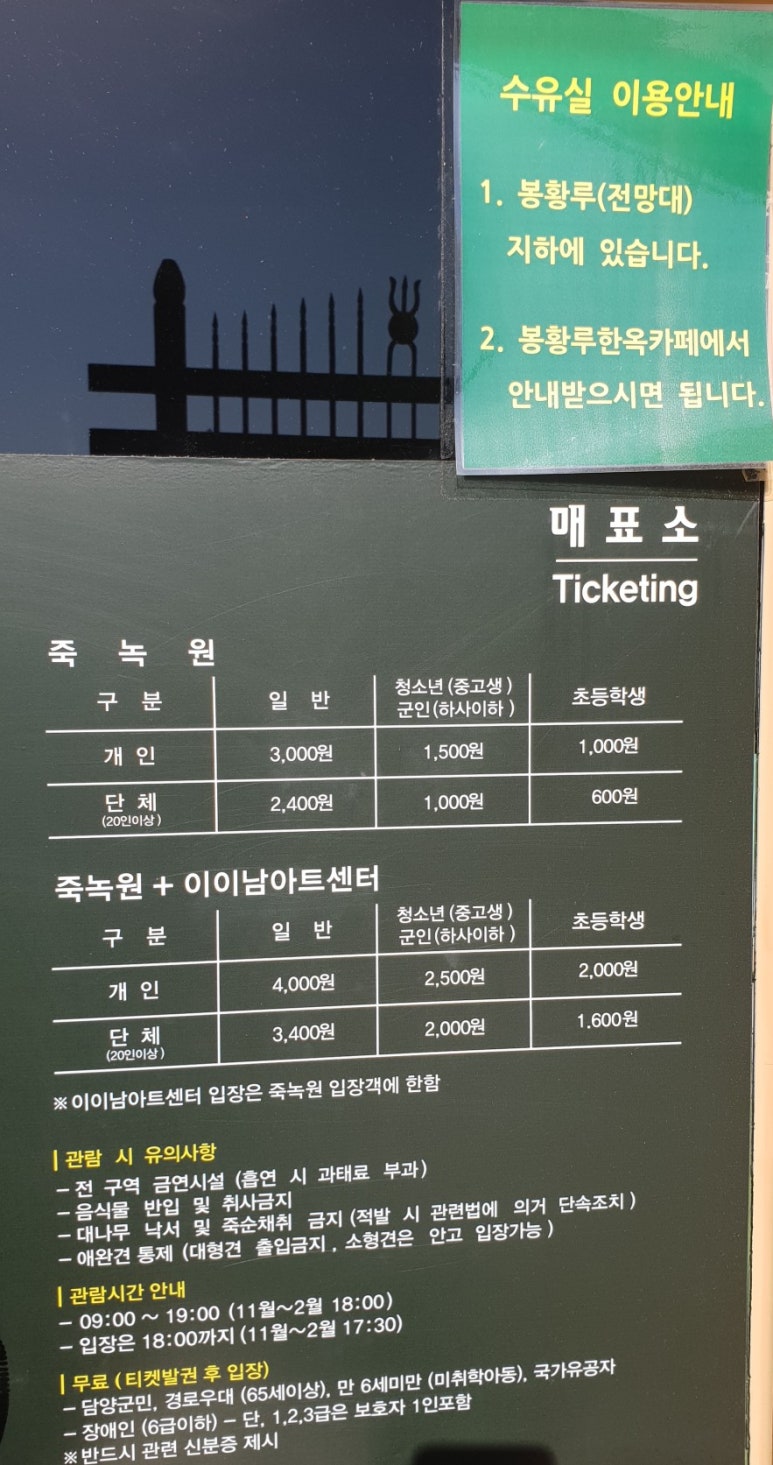 수유실 이용안내
1. 봉황루(전망대)
지하에 있습니다.
2. 봉황루한옥카페에서
안내받으시면 됩니다.
매표소
Ticketing
죽녹원
구분 일반 청소년(중고생) 군인(하사이하) 초등학생
개인 3,000원 1,500원 1,000원
단체 (20인이상) 2,400원 1,000원 600원
죽녹원 + 이이남아트센터
구분 일반 청소년(중고생) 군인(하사이하) 초등학생
개인 4,000원 2,500원 2,000원
단체 (20인이상) 3,400원 2,000원 1.600원
※이이남아트센터 입장은 죽녹원 입장객에 한함
| 관람 시 유의사항
- 전 구역 금연시설 (흡연 시 과태료 부과)
- 음식물 반입 및 취사금지
- 대나무 낙서 및 죽순채취 금지 (적발 시 관련법에 의거 단속조치)
- 애완견 통제 (대형견 출입금지, 소형견은 안고 입장가능)
| 관람시간 안내
- 09:00 ~ 19:00 (11월~2월 18:00)
- 입장은 18:00까지 (11월~2월 17:30)
| 무료 (티켓발권 후 입장)
- 담양군민, 경로우대 (65세이상), 만 6세미만 (미취학아동), 국가유공자
- 장애인 (6급이하) - 단, 1,2,3급은 보호자 1인포함
※반드시 관련 신분증 제시